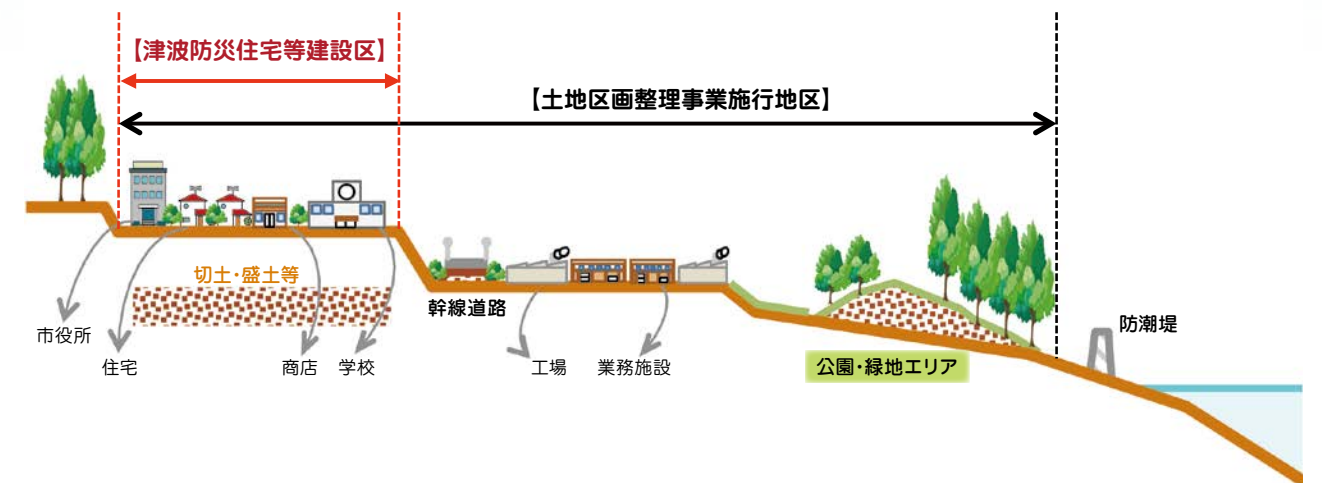 【津波防災住宅等建設区】
【土地区画整理事業施行地区】
切土・盛土等
幹線道路
防潮堤
市役所
住宅
商店
学校
工場
業務施設
公園・緑地エリア